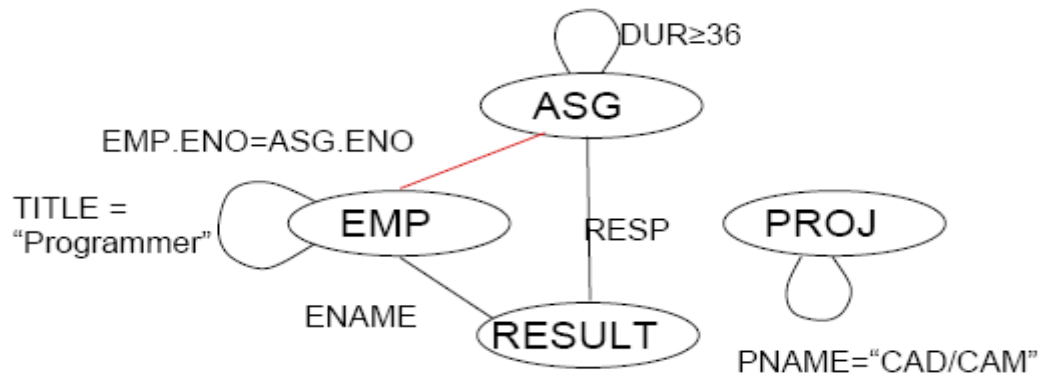 DUR≥36
ASG
EMP.ENO=ASG.ENO
TITLE =
“Programmer”
EMP
RESP
PROJ
ENAME
RESULT
PNAME=“CAD/CAM”